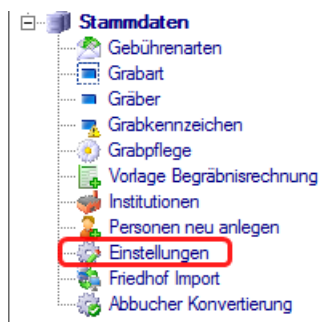 Stammdaten
Gebührenarten
Grabart
Gräber
Grabkennzeichen
Grabpflege
Vorlage Begräbnisrechnung
Institutionen
Personen neu anlegen
Einstellungen
Friedhof Import
Abbucher Konvertierung